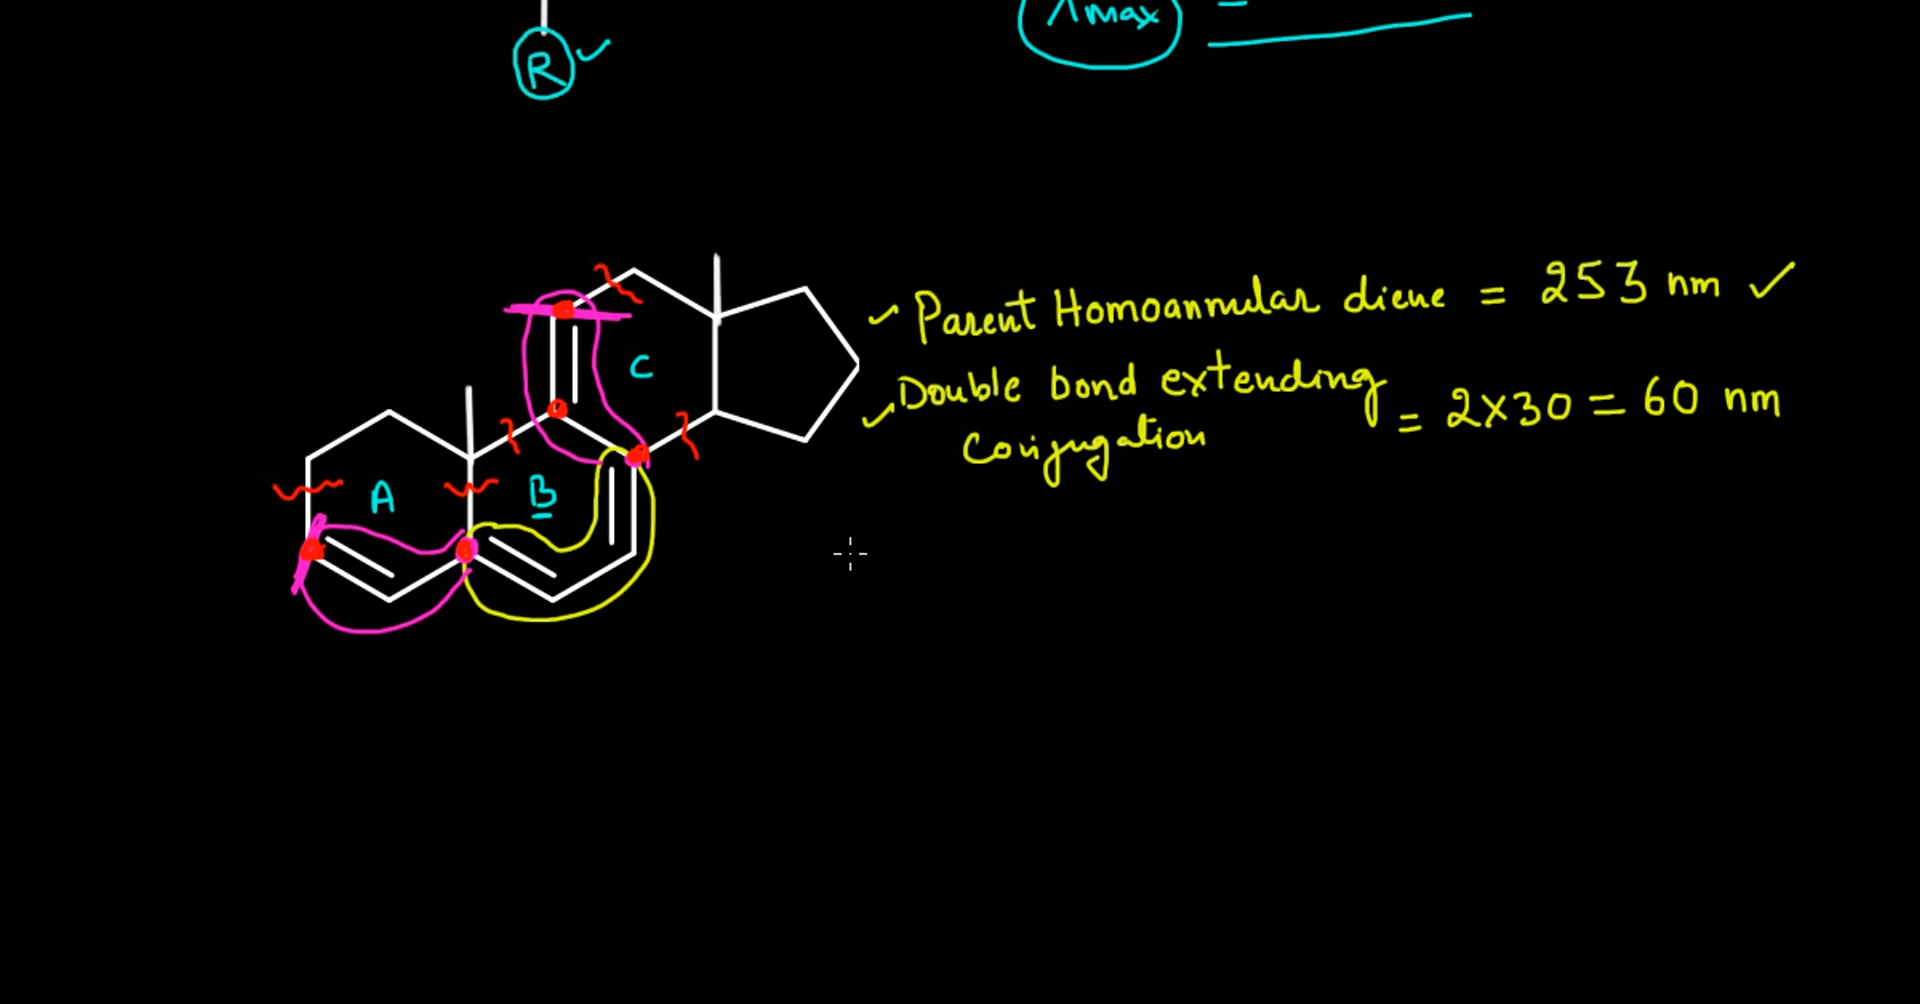 R
λmax =
Parent Homoannular diene = 253 nm
Double bond extending
Conjugation = 2×30 = 60 nm
C
A
B